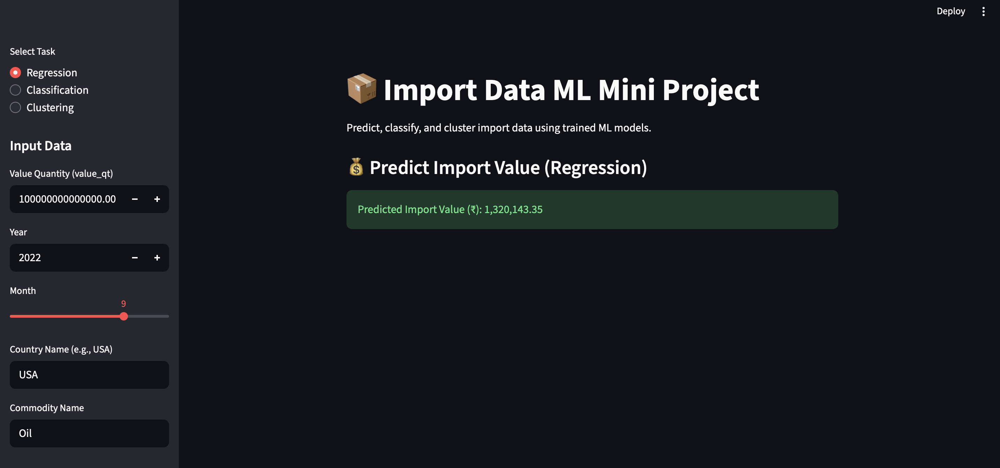 Deploy
Select Task
Regression
Classification
Clustering
Input Data
Value Quantity (value_qt)
100000000000000.00
Year
2022
Month
9
Country Name (e.g., USA)
USA
Commodity Name
Oil
Import Data ML Mini Project
Predict, classify, and cluster import data using trained ML models.
Predict Import Value (Regression)
Predicted Import Value (₹): 1,320,143.35